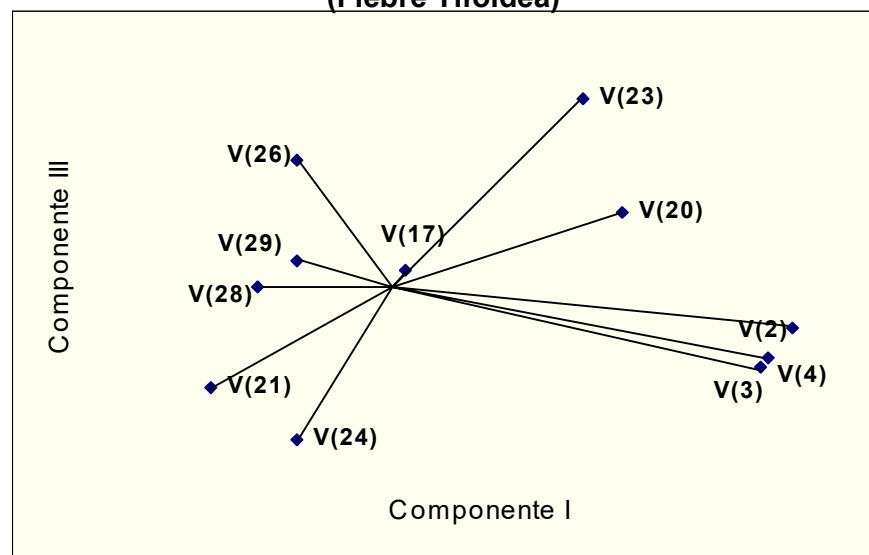 (Fiebre Tifoidea)
V(23)
V(26)
V(20)
V(17)
V(29)
V(28)
V(2)
V(4)
V(3)
V(21)
V(24)
Componente III
Componente I